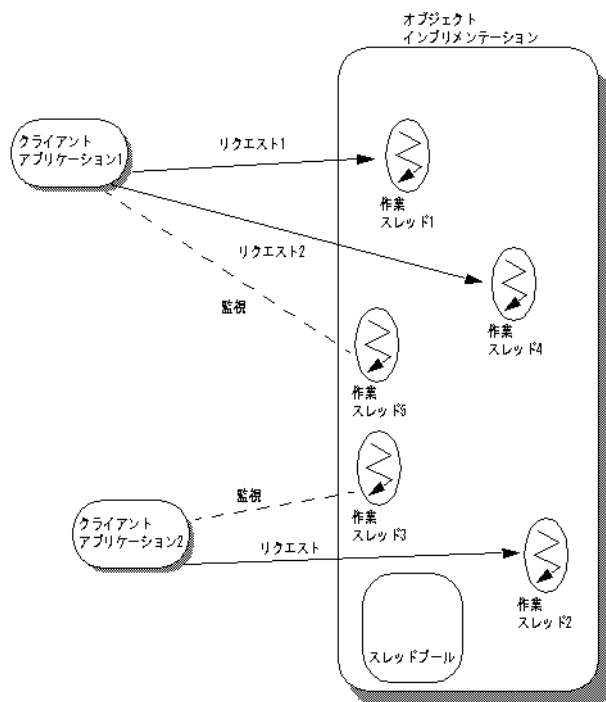 オブジェクト
インプリメンテーション
クライアント
アプリケーション1
リクエスト1
作業
スレッド1
リクエスト2
監視
作業
スレッド4
作業
スレッド5
監視
作業
スレッド3
クライアント
アプリケーション2
リクエスト
作業
スレッド2
スレッドプール